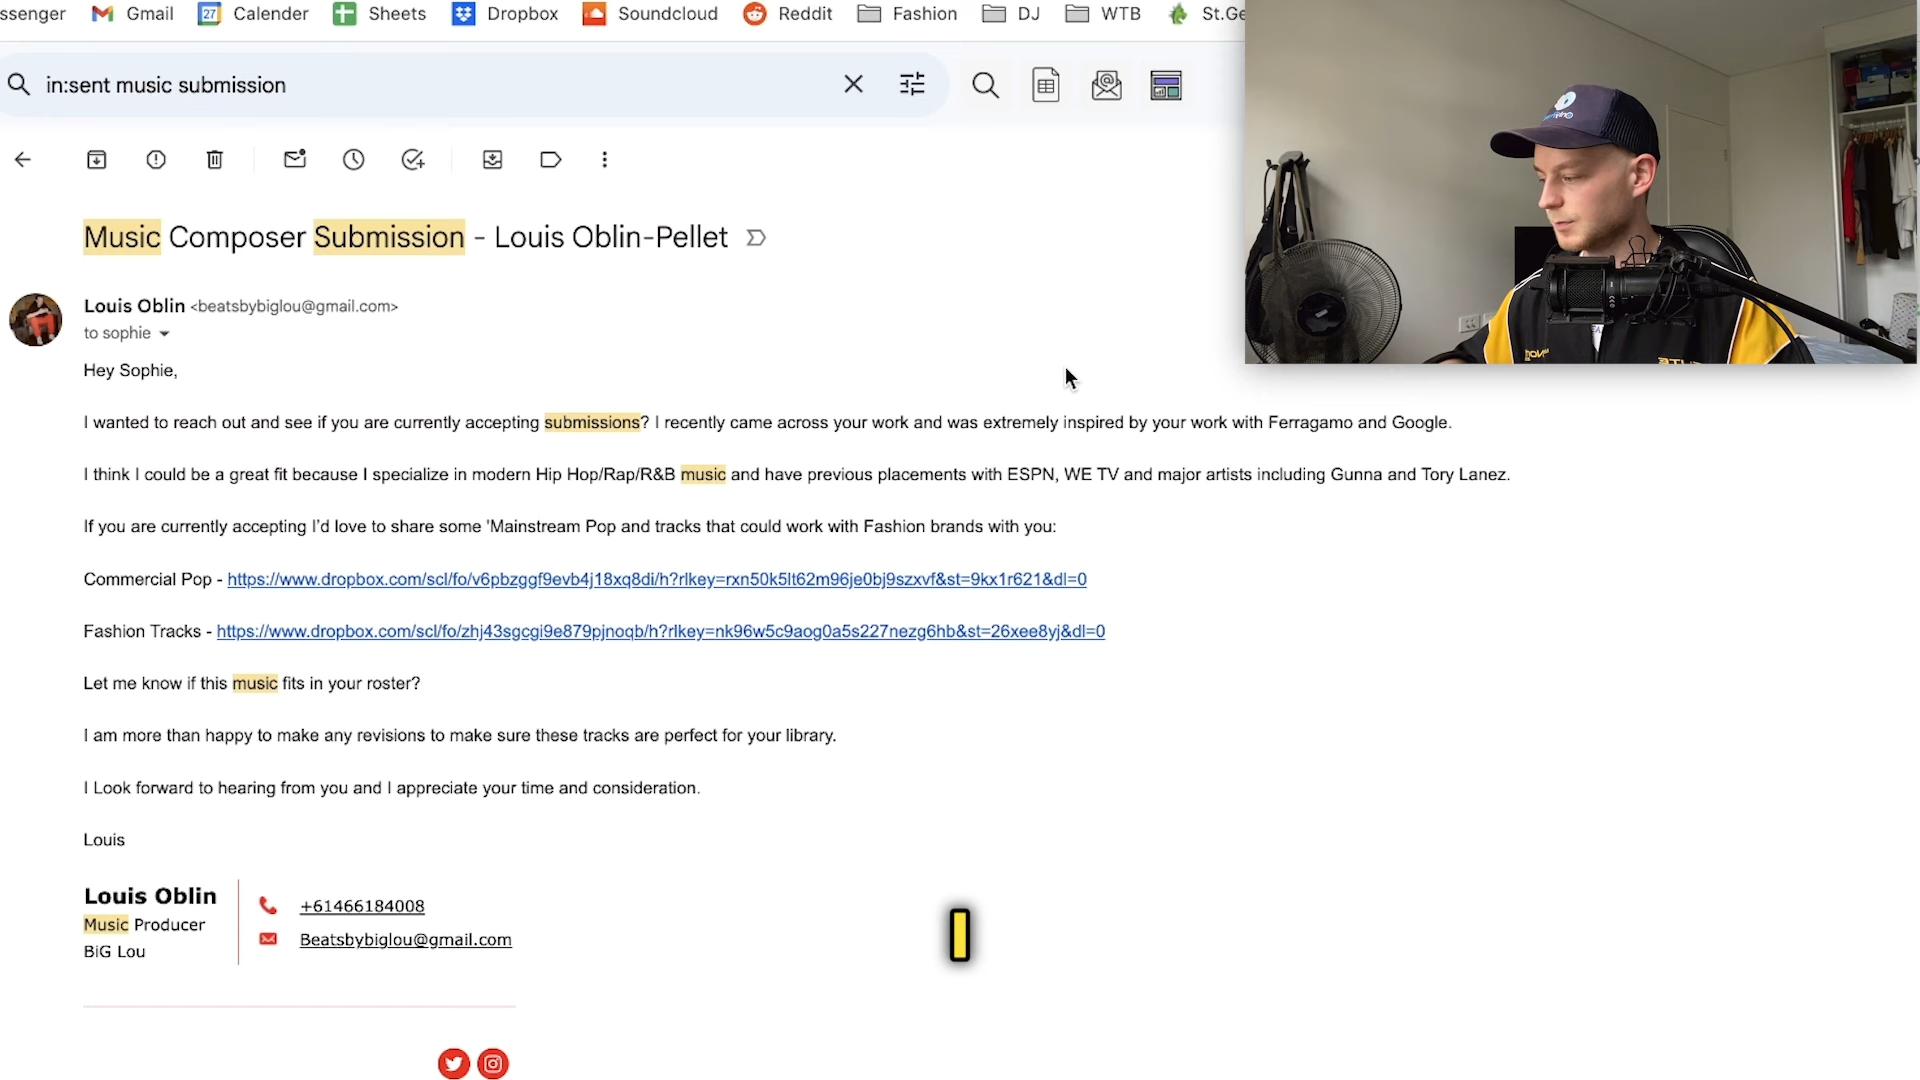 ssenger Gmail 27 Calender Sheets Dropbox Soundcloud Reddit Fashion DJ WTB St.Ge
in:sent music submission
Music Composer Submission - Louis Oblin-Pellet
Louis Oblin <beatsbybiglou@gmail.com>
to sophie
Hey Sophie,
I wanted to reach out and see if you are currently accepting submissions? I recently came across your work and was extremely inspired by your work with Ferragamo and Google.
I think I could be a great fit because I specialize in modern Hip Hop/Rap/R&B music and have previous placements with ESPN, WE TV and major artists including Gunna and Tory Lanez.
If you are currently accepting I'd love to share some 'Mainstream Pop and tracks that could work with Fashion brands with you:
Commercial Pop - https://www.dropbox.com/scl/fo/v6pbzggf9evb4j18xq8di/h?rlkey=rxn50k5lt62m96je0bj9szxvf&st=9kx1r621&dl=0
Fashion Tracks - https://www.dropbox.com/scl/fo/zhj43sgcgi9e879pjnoqb/h?rlkey=nk96w5c9aog0a5s227nezg6hb&st=26xee8yj&dl=0
Let me know if this music fits in your roster?
I am more than happy to make any revisions to make sure these tracks are perfect for your library.
I Look forward to hearing from you and I appreciate your time and consideration.
Louis
Louis Oblin
Music Producer
BiG Lou
+61466184008
Beatsbybiglou@gmail.com
I